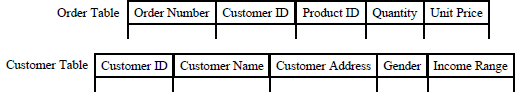 Order Table Order Number Customer ID Product ID Quantity Unit Price
Customer Table Customer ID Customer Name Customer Address Gender Income Range